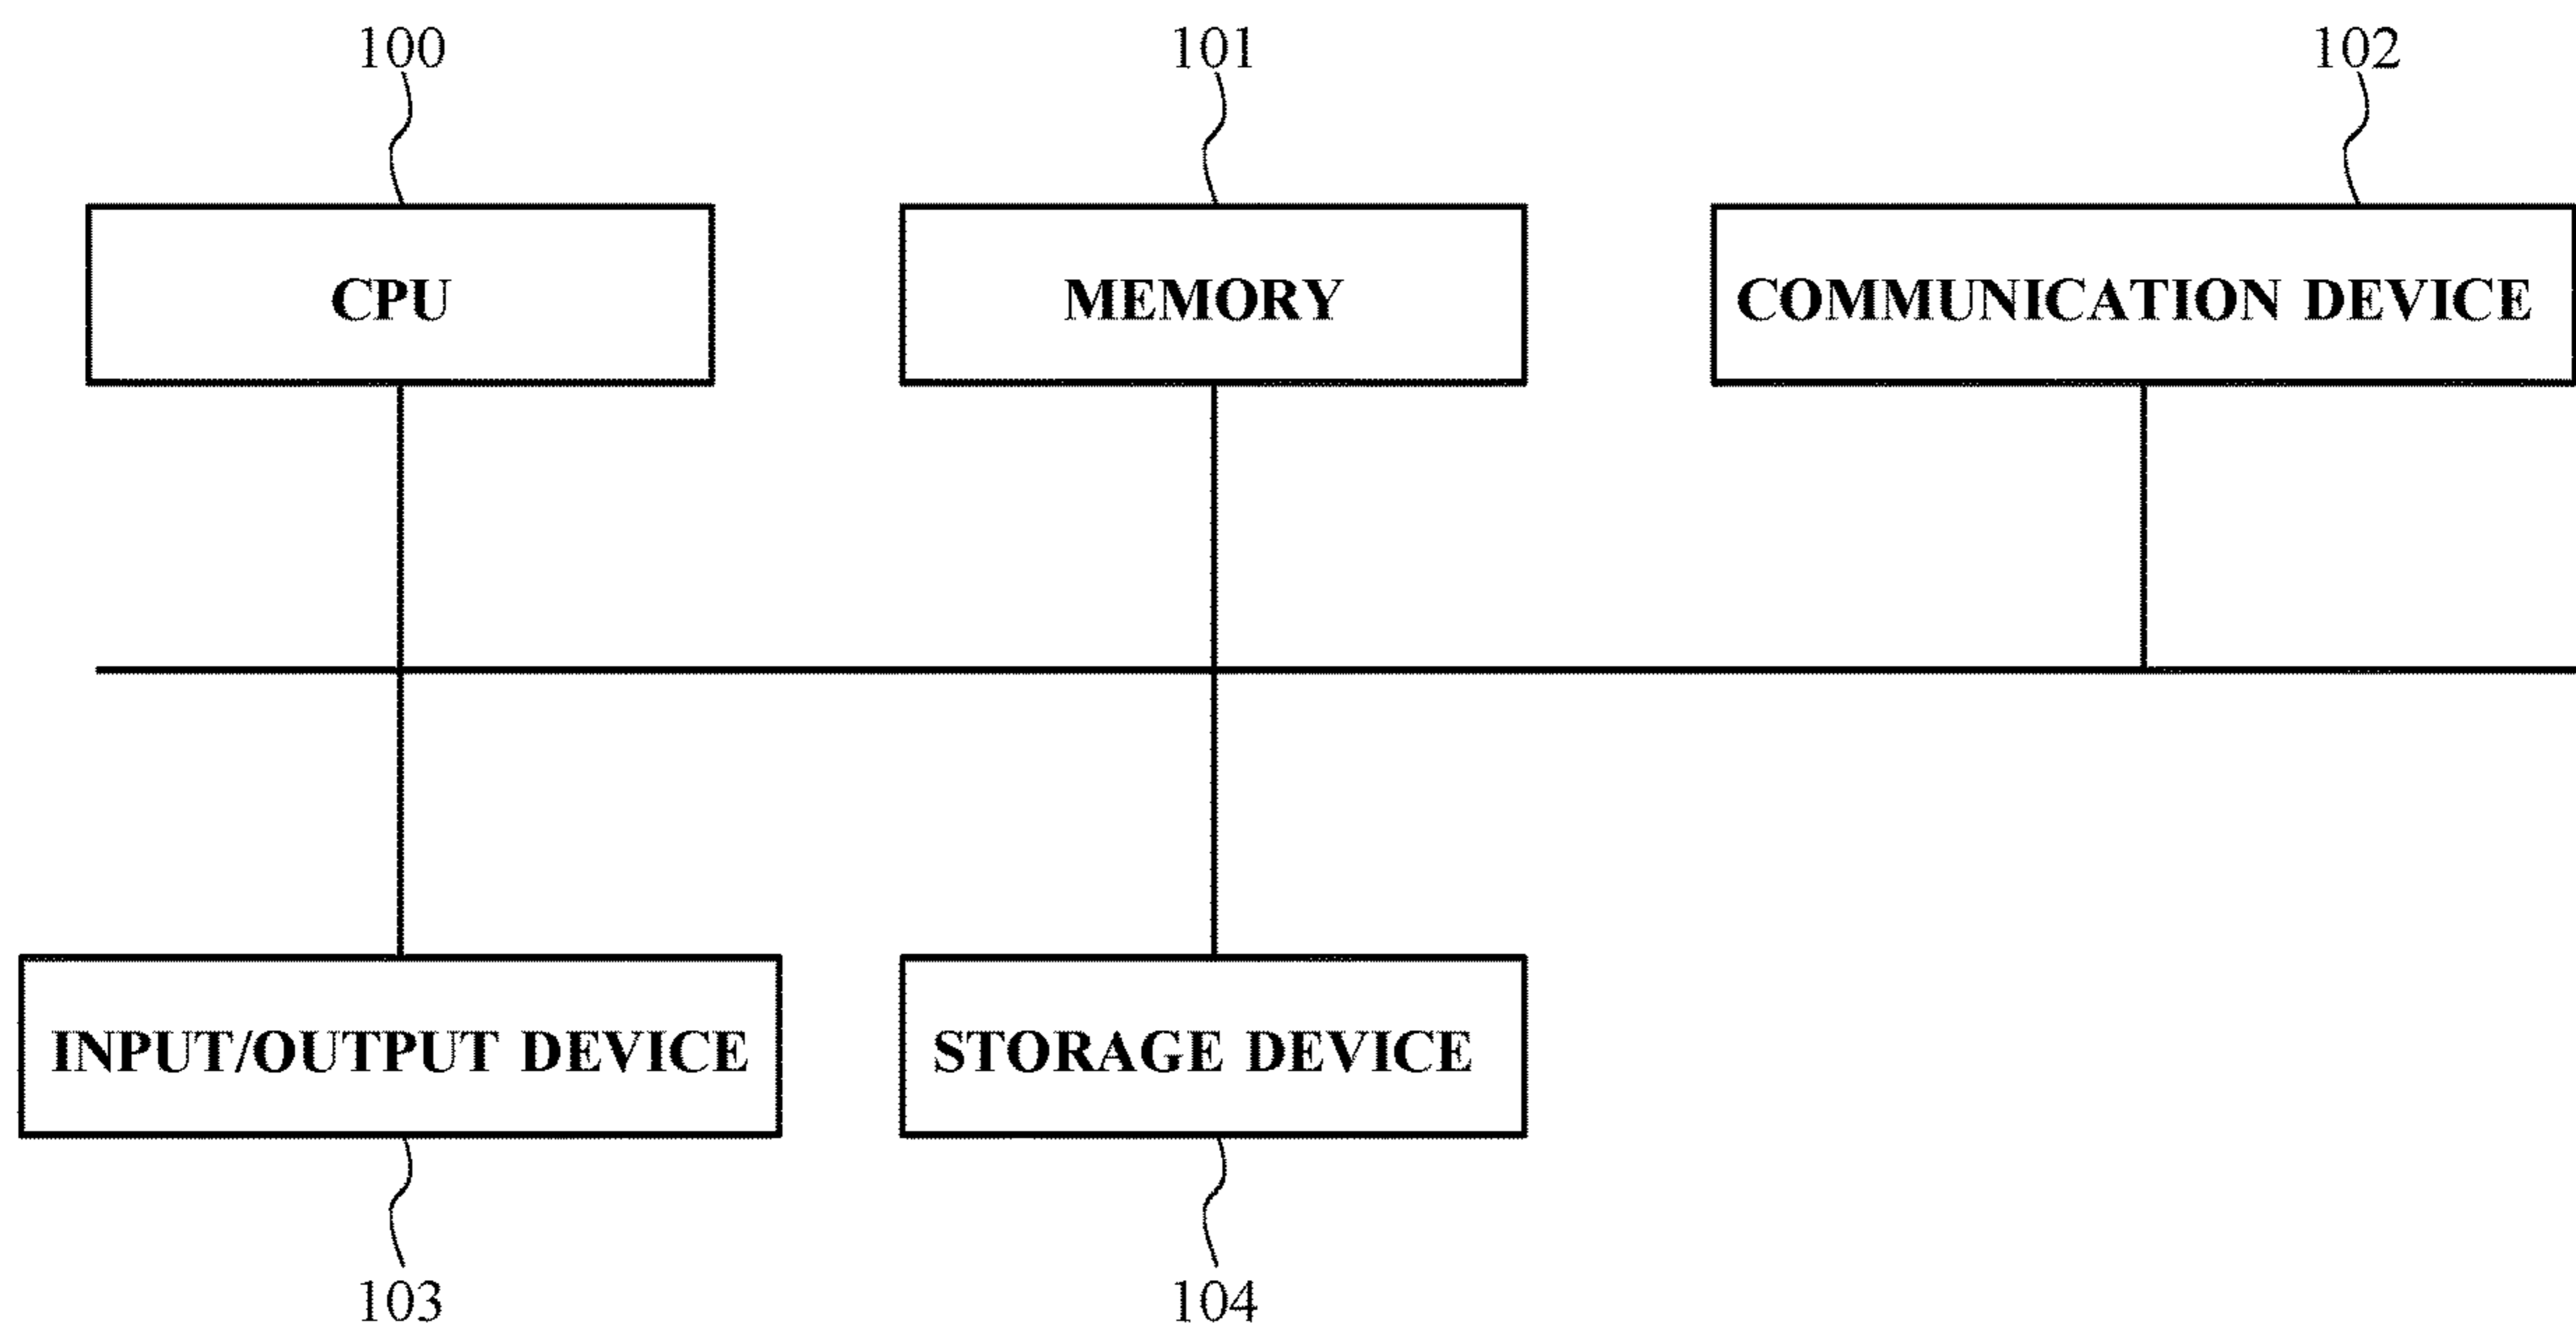 100
101
102
CPU
MEMORY
COMMUNICATION DEVICE
INPUT/OUTPUT DEVICE
STORAGE DEVICE
103
104